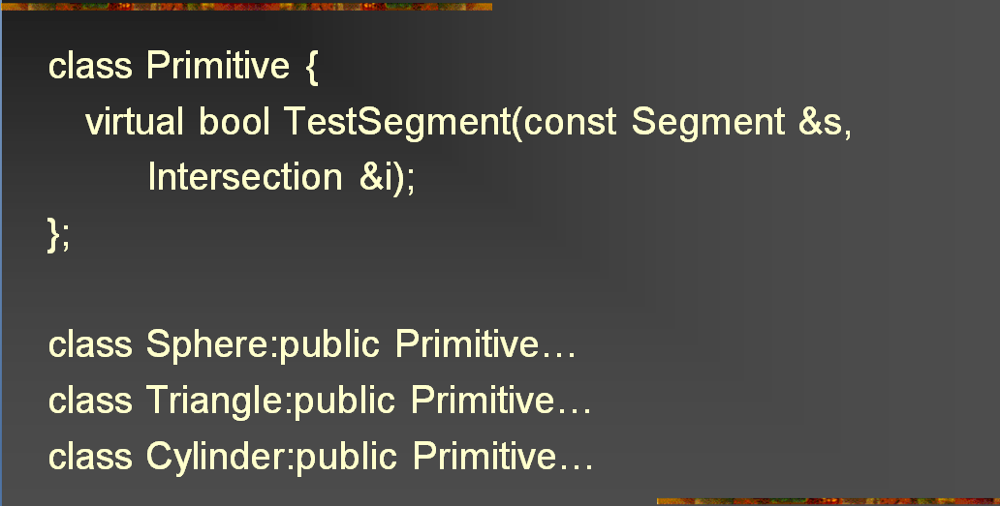 class Primitive {
virtual bool TestSegment(const Segment &s,
Intersection &i);
};
class Sphere:public Primitive…
class Triangle:public Primitive…
class Cylinder:public Primitive…